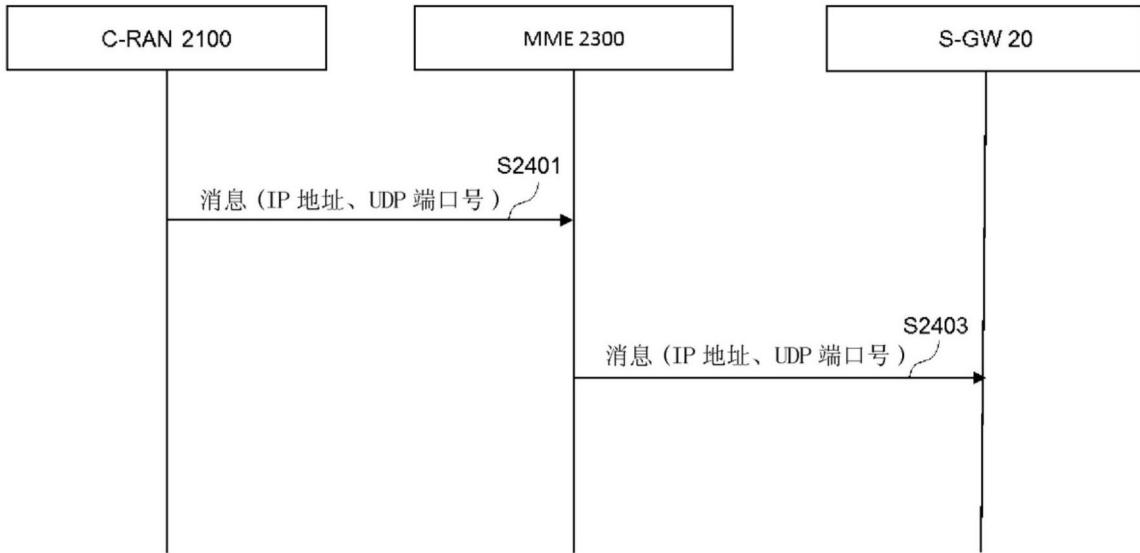 C-RAN 2100
MME 2300
S-GW 20
S2401
消息 (IP 地址、UDP 端口号 )
S2403
消息 (IP 地址、UDP 端口号 )